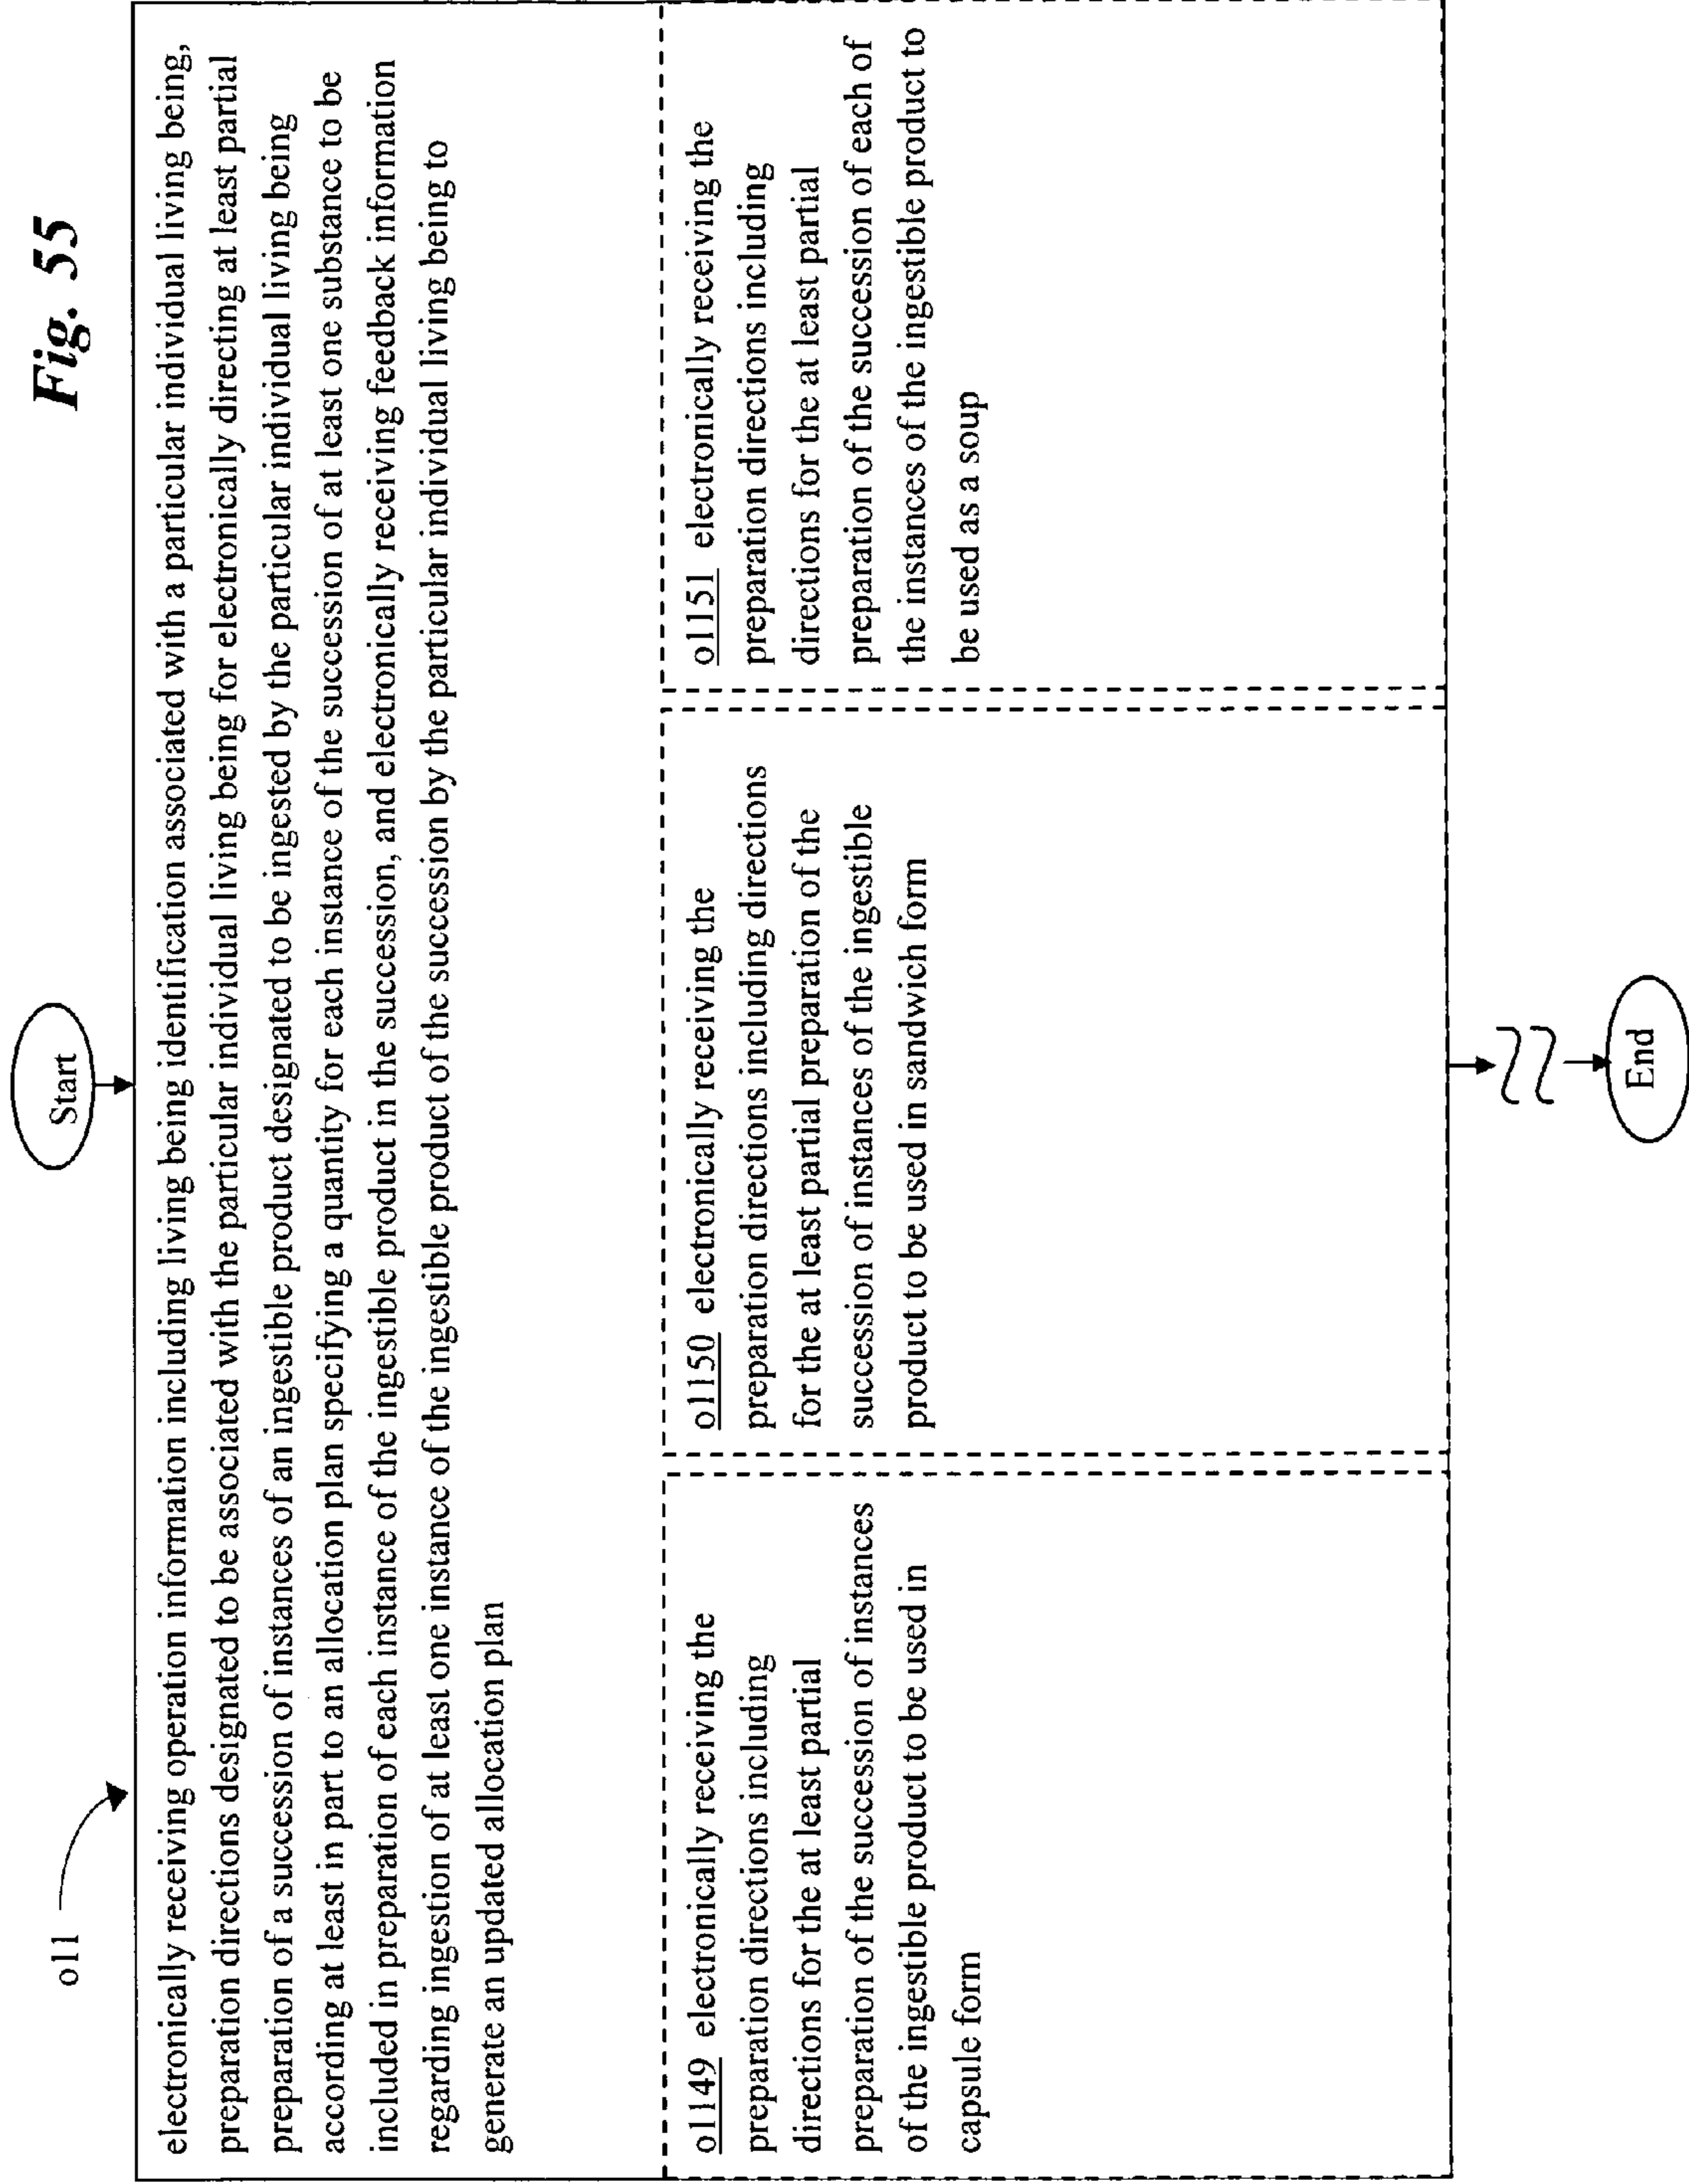 Fig. 55
Start
o11
electronically receiving operation information including living being identification associated with a particular individual living being,
preparation directions designated to be associated with the particular individual living being for electronically directing at least partial
preparation of a succession of instances of an ingestible product designated to be ingested by the particular individual living being
according at least in part to an allocation plan specifying a quantity for each instance of the succession of at least one substance to be
included in preparation of each instance of the ingestible product in the succession, and electronically receiving feedback information
regarding ingestion of at least one instance of the ingestible product of the succession by the particular individual living being to
generate an updated allocation plan
o1149 electronically receiving the
preparation directions including
directions for the at least partial
preparation of the succession of instances
of the ingestible product to be used in
capsule form
o1150 electronically receiving the
preparation directions including directions
for the at least partial preparation of the
succession of instances of the ingestible
product to be used in sandwich form
o1151 electronically receiving the
preparation directions including
directions for the at least partial
preparation of the succession of each of
the instances of the ingestible product to
be used as a soup
End